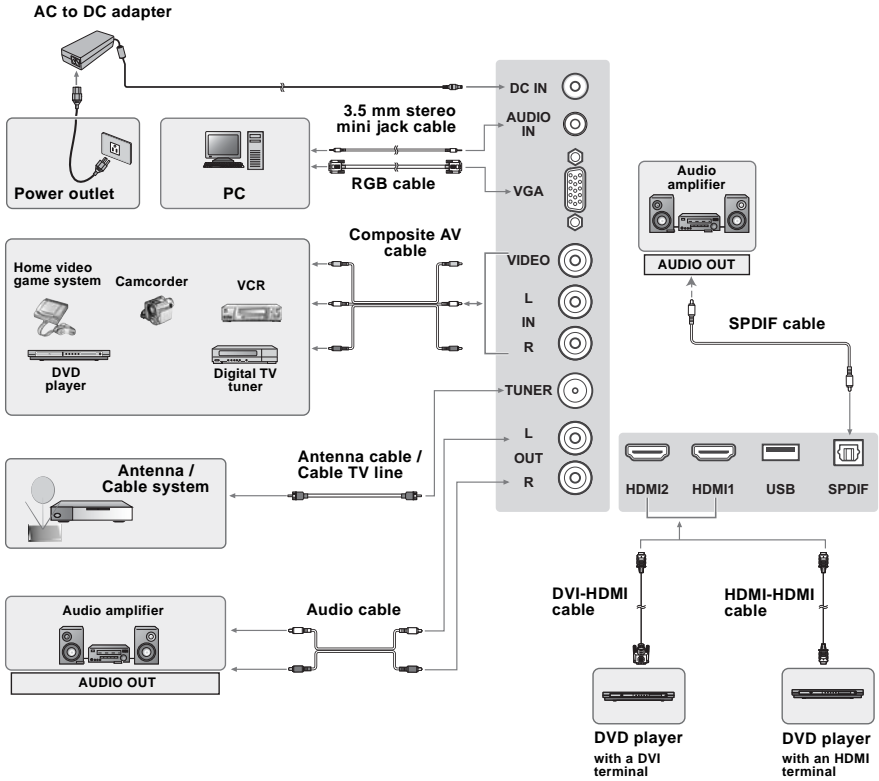 AC to DC adapter
Power outlet
3.5 mm stereo
mini jack cable
PC
RGB cable
DC IN
AUDIO
IN
VGA
VIDEO
L
IN
R
TUNER
L
OUT
R
Composite AV
cable
Home video
game system
Camcorder
VCR
DVD
player
Digital TV
tuner
Antenna /
Cable system
Antenna cable /
Cable TV line
Audio amplifier
AUDIO OUT
Audio cable
Audio
amplifier
AUDIO OUT
SPDIF cable
HDMI2
HDMI1
USB
SPDIF
DVI-HDMI
cable
HDMI-HDMI
cable
DVD player
with a DVI
terminal
DVD player
with an HDMI
terminal